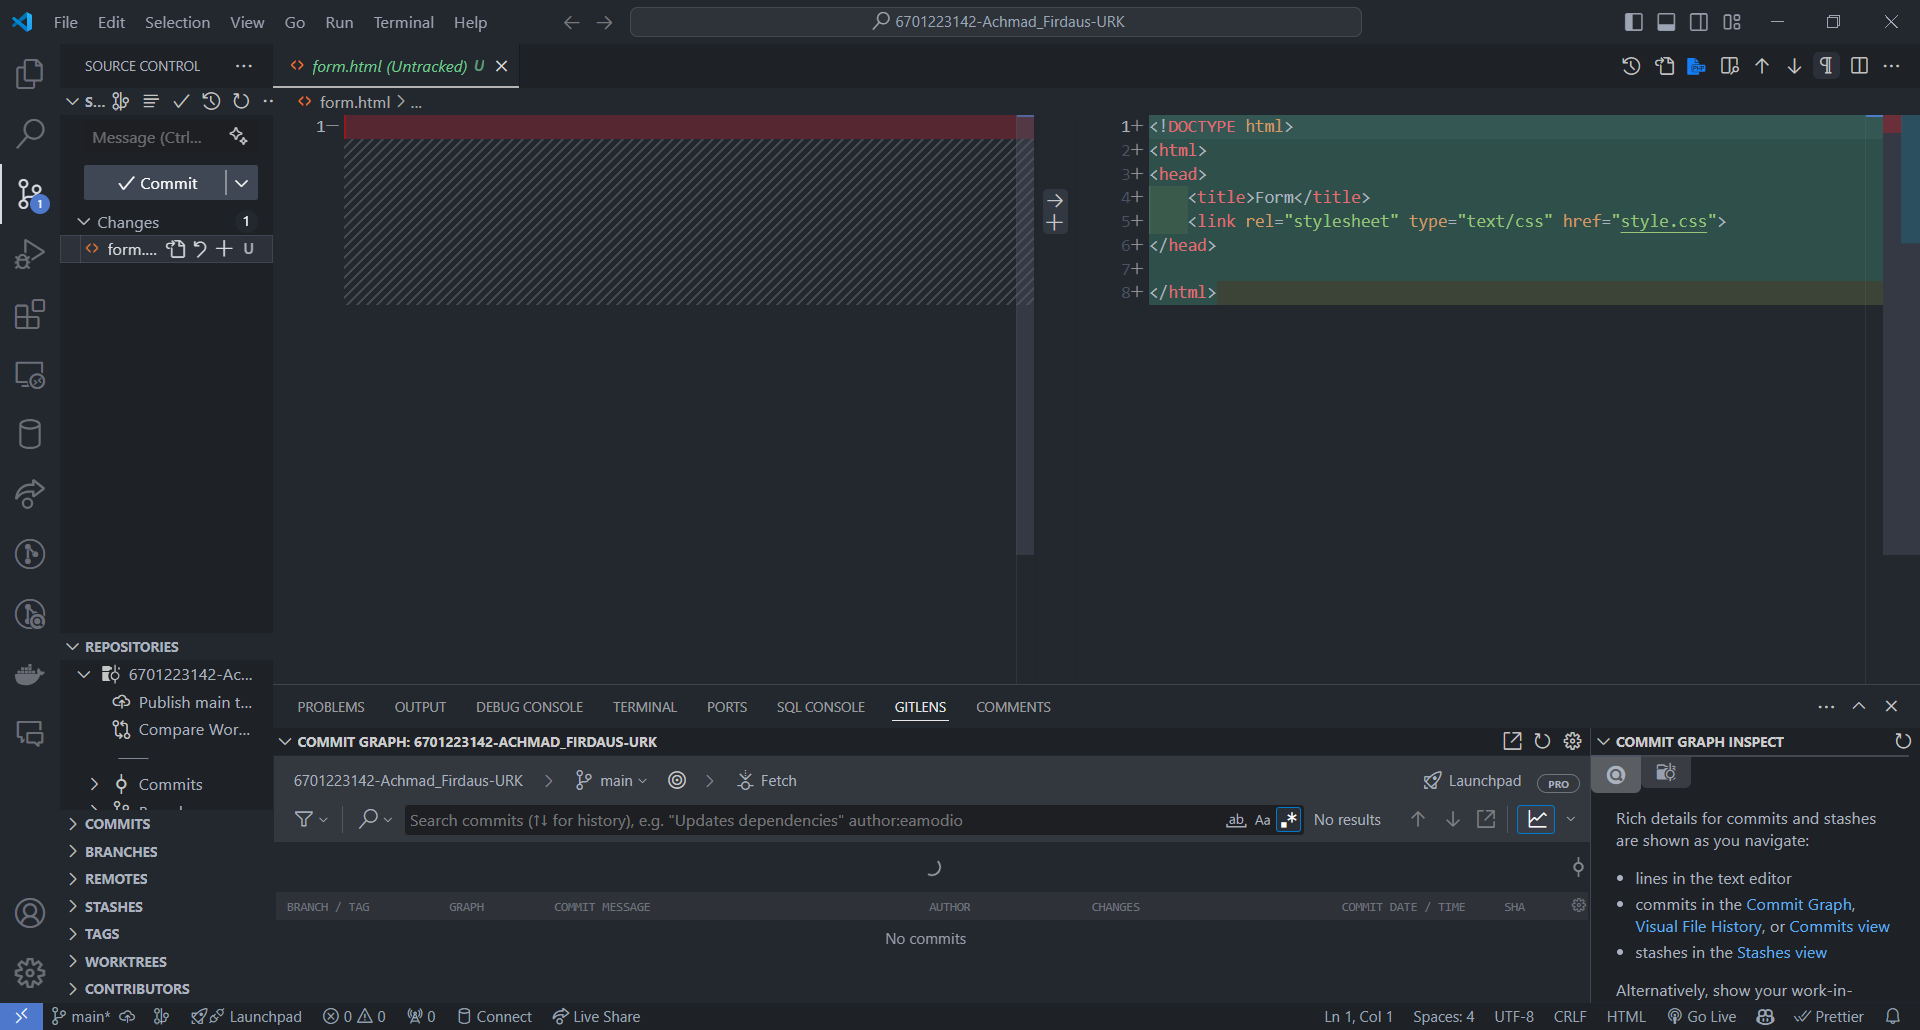 File Edit Selection View Go Run Terminal Help
6701223142-Achmad_Firdaus-URK
SOURCE CONTROL
form.html (Untracked) U
S...
form.html > ...
Message (Ctrl...
Commit
Changes 1
form.... U
1
1 <!DOCTYPE html>
2 <html>
3 <head>
4 <title>Form</title>
5 <link rel="stylesheet" type="text/css" href="style.css">
6 </head>
7
8 </html>
1
REPOSITORIES
6701223142-Ac...
Publish main t...
Compare Wor...
Commits
COMMITS
BRANCHES
REMOTES
STASHES
TAGS
WORKTREES
CONTRIBUTORS
PROBLEMS OUTPUT DEBUG CONSOLE TERMINAL PORTS SQL CONSOLE GITLENS COMMENTS
COMMIT GRAPH: 6701223142-ACHMAD_FIRDAUS-URK
6701223142-Achmad_Firdaus-URK main Fetch Launchpad PRO
Search commits (↑↓ for history), e.g. "Updates dependencies" author:eamodio ab Aa .* No results
BRANCH / TAG GRAPH COMMIT MESSAGE AUTHOR CHANGES COMMIT DATE / TIME SHA
No commits
COMMIT GRAPH INSPECT
Rich details for commits and stashes
are shown as you navigate:
• lines in the text editor
• commits in the Commit Graph,
Visual File History, or Commits view
• stashes in the Stashes view
Alternatively, show your work-in-
main* Launchpad 0 0 0 Connect Live Share Ln 1, Col 1 Spaces: 4 UTF-8 CRLF HTML Go Live Prettier